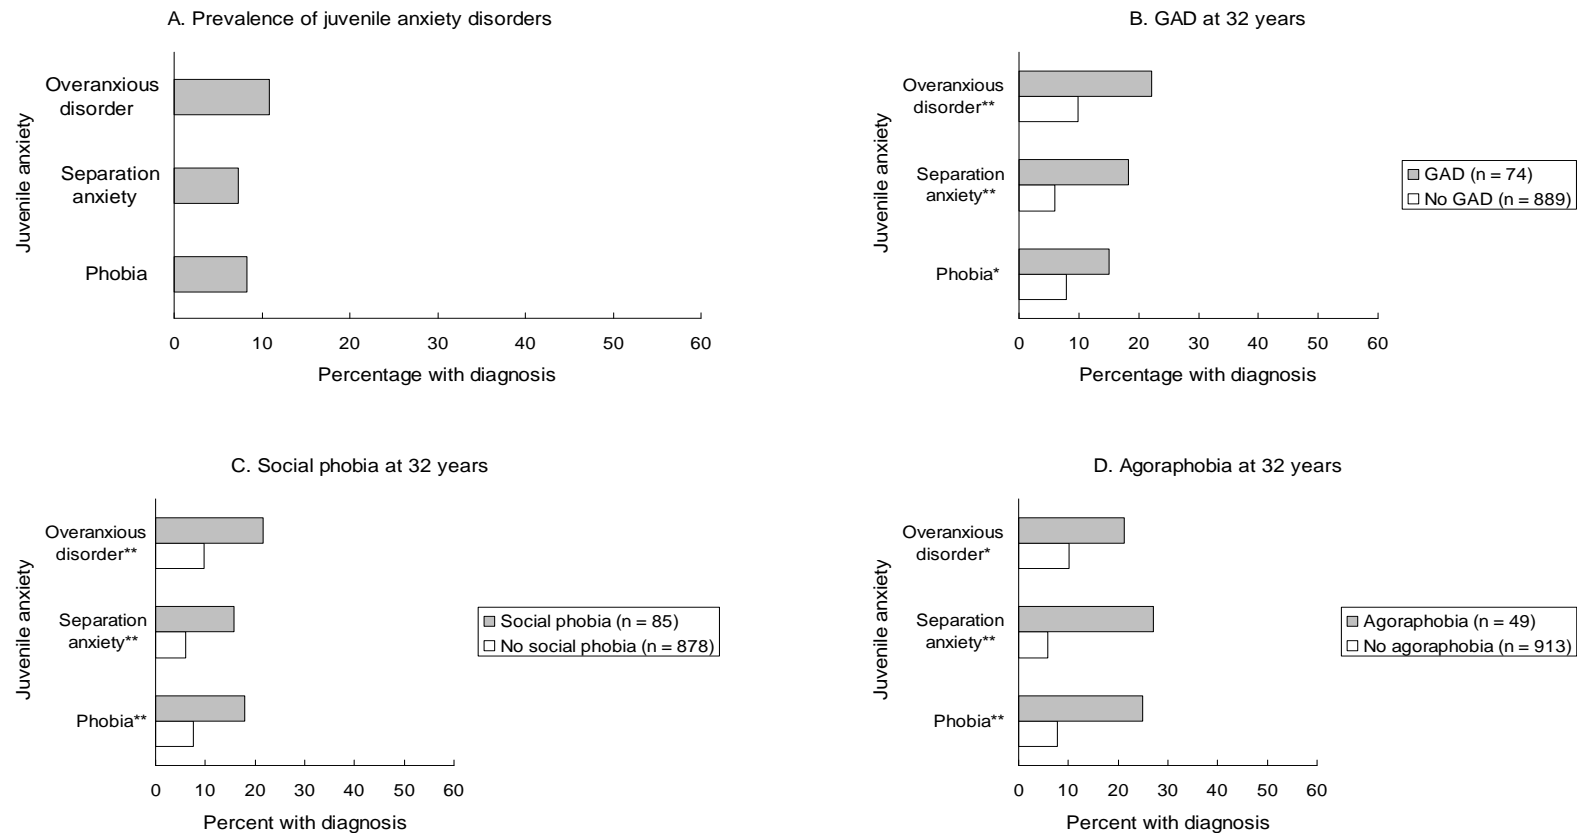 A. Prevalence of juvenile anxiety disorders
Juvenile anxiety
Overanxious
disorder
Separation
anxiety
Phobia
0 10 20 30 40 50 60
Percentage with diagnosis
B. GAD at 32 years
Juvenile anxiety
Overanxious
disorder**
Separation
anxiety**
Phobia*
0 10 20 30 40 50 60
Percentage with diagnosis
GAD (n = 74)
No GAD (n = 889)
C. Social phobia at 32 years
Juvenile anxiety
Overanxious
disorder**
Separation
anxiety**
Phobia**
0 10 20 30 40 50 60
Percent with diagnosis
Social phobia (n = 85)
No social phobia (n = 878)
D. Agoraphobia at 32 years
Juvenile anxiety
Overanxious
disorder*
Separation
anxiety**
Phobia**
0 10 20 30 40 50 60
Percent with diagnosis
Agoraphobia (n = 49)
No agoraphobia (n = 913)